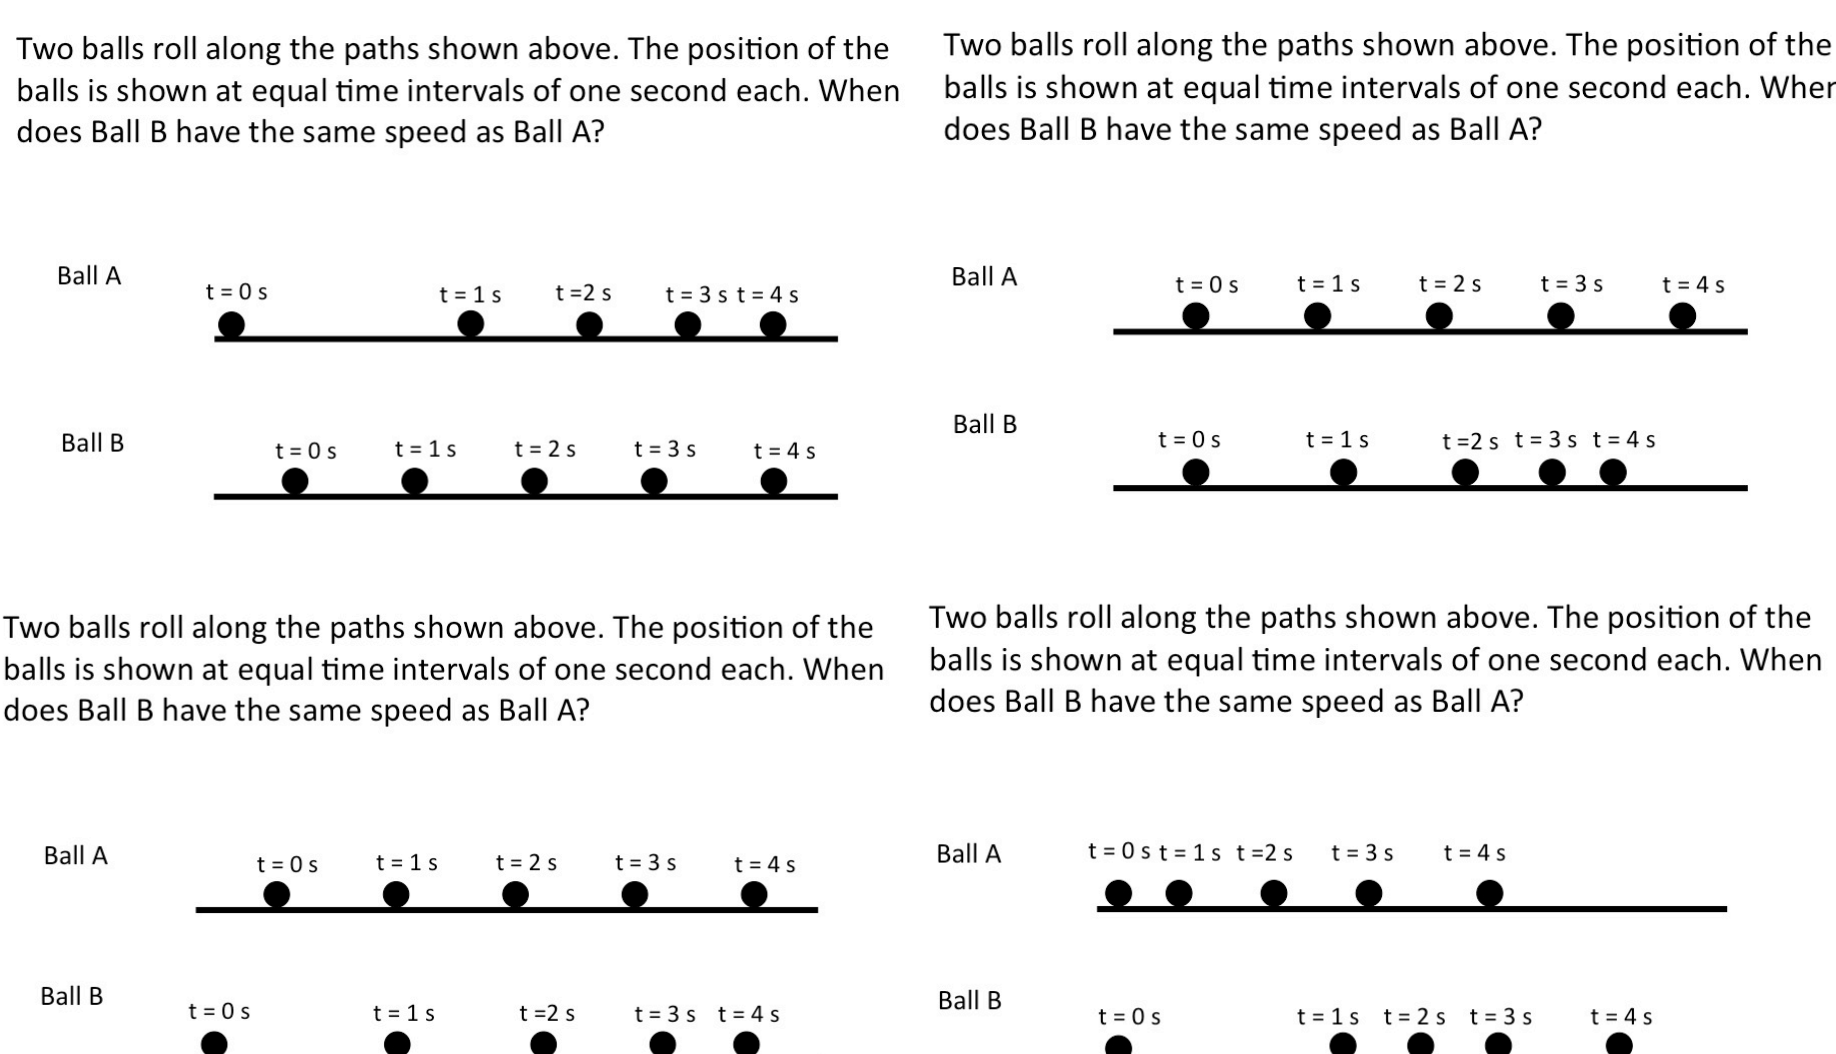 Two balls roll along the paths shown above. The position of the
balls is shown at equal time intervals of one second each. When
does Ball B have the same speed as Ball A?
Ball A
t = 0 s t = 1 s t =2 s t = 3 s t = 4 s
Ball B
t = 0 s t = 1 s t = 2 s t = 3 s t = 4 s
Two balls roll along the paths shown above. The position of the
balls is shown at equal time intervals of one second each. When
does Ball B have the same speed as Ball A?
Ball A
t = 0 s t = 1 s t = 2 s t = 3 s t = 4 s
Ball B
t = 0 s t = 1 s t =2 s t = 3 s t = 4 s
Two balls roll along the paths shown above. The position of the
balls is shown at equal time intervals of one second each. When
does Ball B have the same speed as Ball A?
Ball A
t = 0 s t = 1 s t = 2 s t = 3 s t = 4 s
Ball B
t = 0 s t = 1 s t =2 s t = 3 s t = 4 s
Two balls roll along the paths shown above. The position of the
balls is shown at equal time intervals of one second each. When
does Ball B have the same speed as Ball A?
Ball A
t = 0 s t = 1 s t =2 s t = 3 s t = 4 s
Ball B
t = 0 s t = 1 s t = 2 s t = 3 s t = 4 s